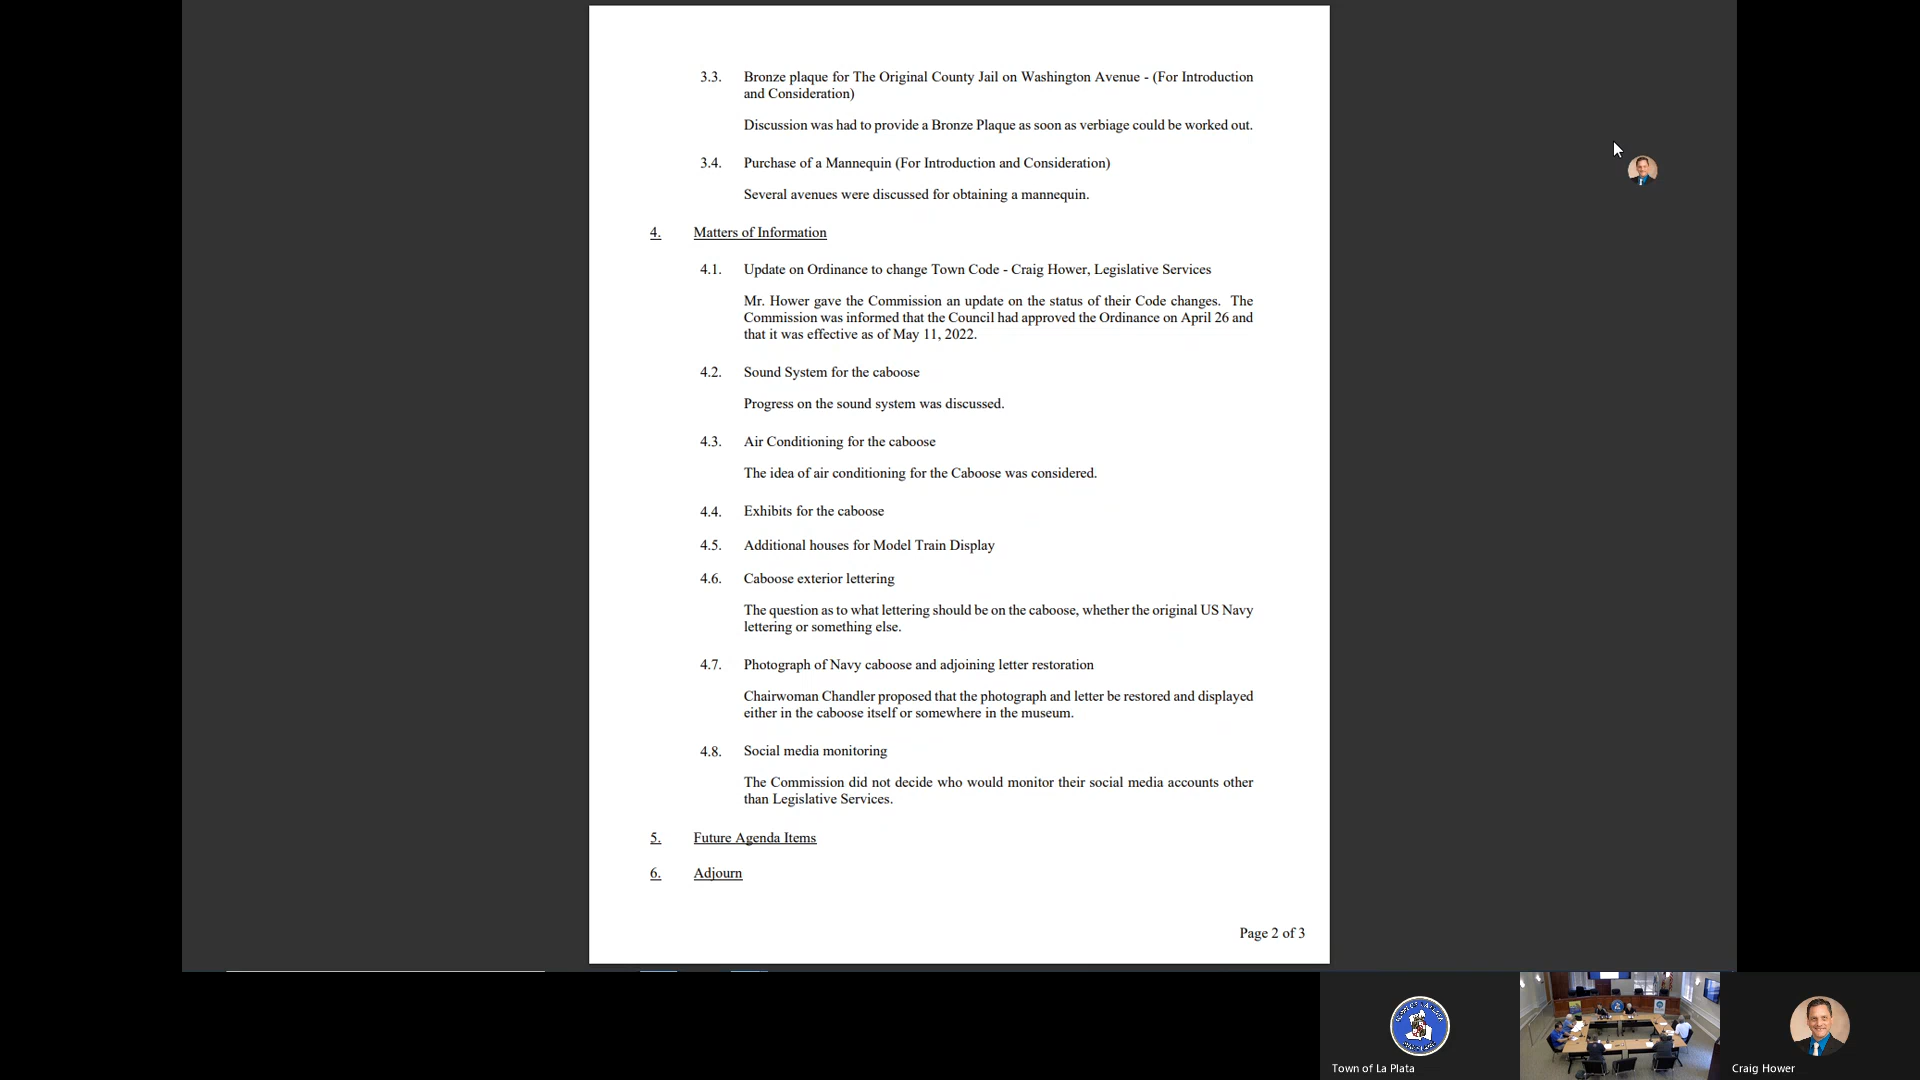 3.3. Bronze plaque for The Original County Jail on Washington Avenue - (For Introduction
and Consideration)
Discussion was had to provide a Bronze Plaque as soon as verbiage could be worked out.
3.4. Purchase of a Mannequin (For Introduction and Consideration)
Several avenues were discussed for obtaining a mannequin.
4. Matters of Information
4.1. Update on Ordinance to change Town Code - Craig Hower, Legislative Services
Mr. Hower gave the Commission an update on the status of their Code changes. The
Commission was informed that the Council had approved the Ordinance on April 26 and
that it was effective as of May 11, 2022.
4.2. Sound System for the caboose
Progress on the sound system was discussed.
4.3. Air Conditioning for the caboose
The idea of air conditioning for the Caboose was considered.
4.4. Exhibits for the caboose
4.5. Additional houses for Model Train Display
4.6. Caboose exterior lettering
The question as to what lettering should be on the caboose, whether the original US Navy
lettering or something else.
4.7. Photograph of Navy caboose and adjoining letter restoration
Chairwoman Chandler proposed that the photograph and letter be restored and displayed
either in the caboose itself or somewhere in the museum.
4.8. Social media monitoring
The Commission did not decide who would monitor their social media accounts other
than Legislative Services.
5. Future Agenda Items
6. Adjourn
Page 2 of 3
Town of La Plata
Craig Hower